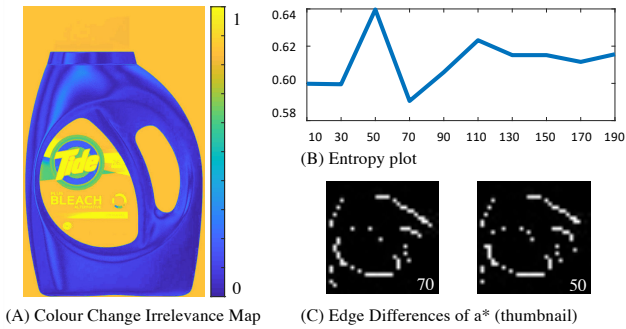 1
0
Tide
BLEACH
(A) Colour Change Irrelevance Map
0.64
0.62
0.60
0.58
10 30 50 70 90 110 130 150 170 190
(B) Entropy plot
70
50
(C) Edge Differences of a* (thumbnail)